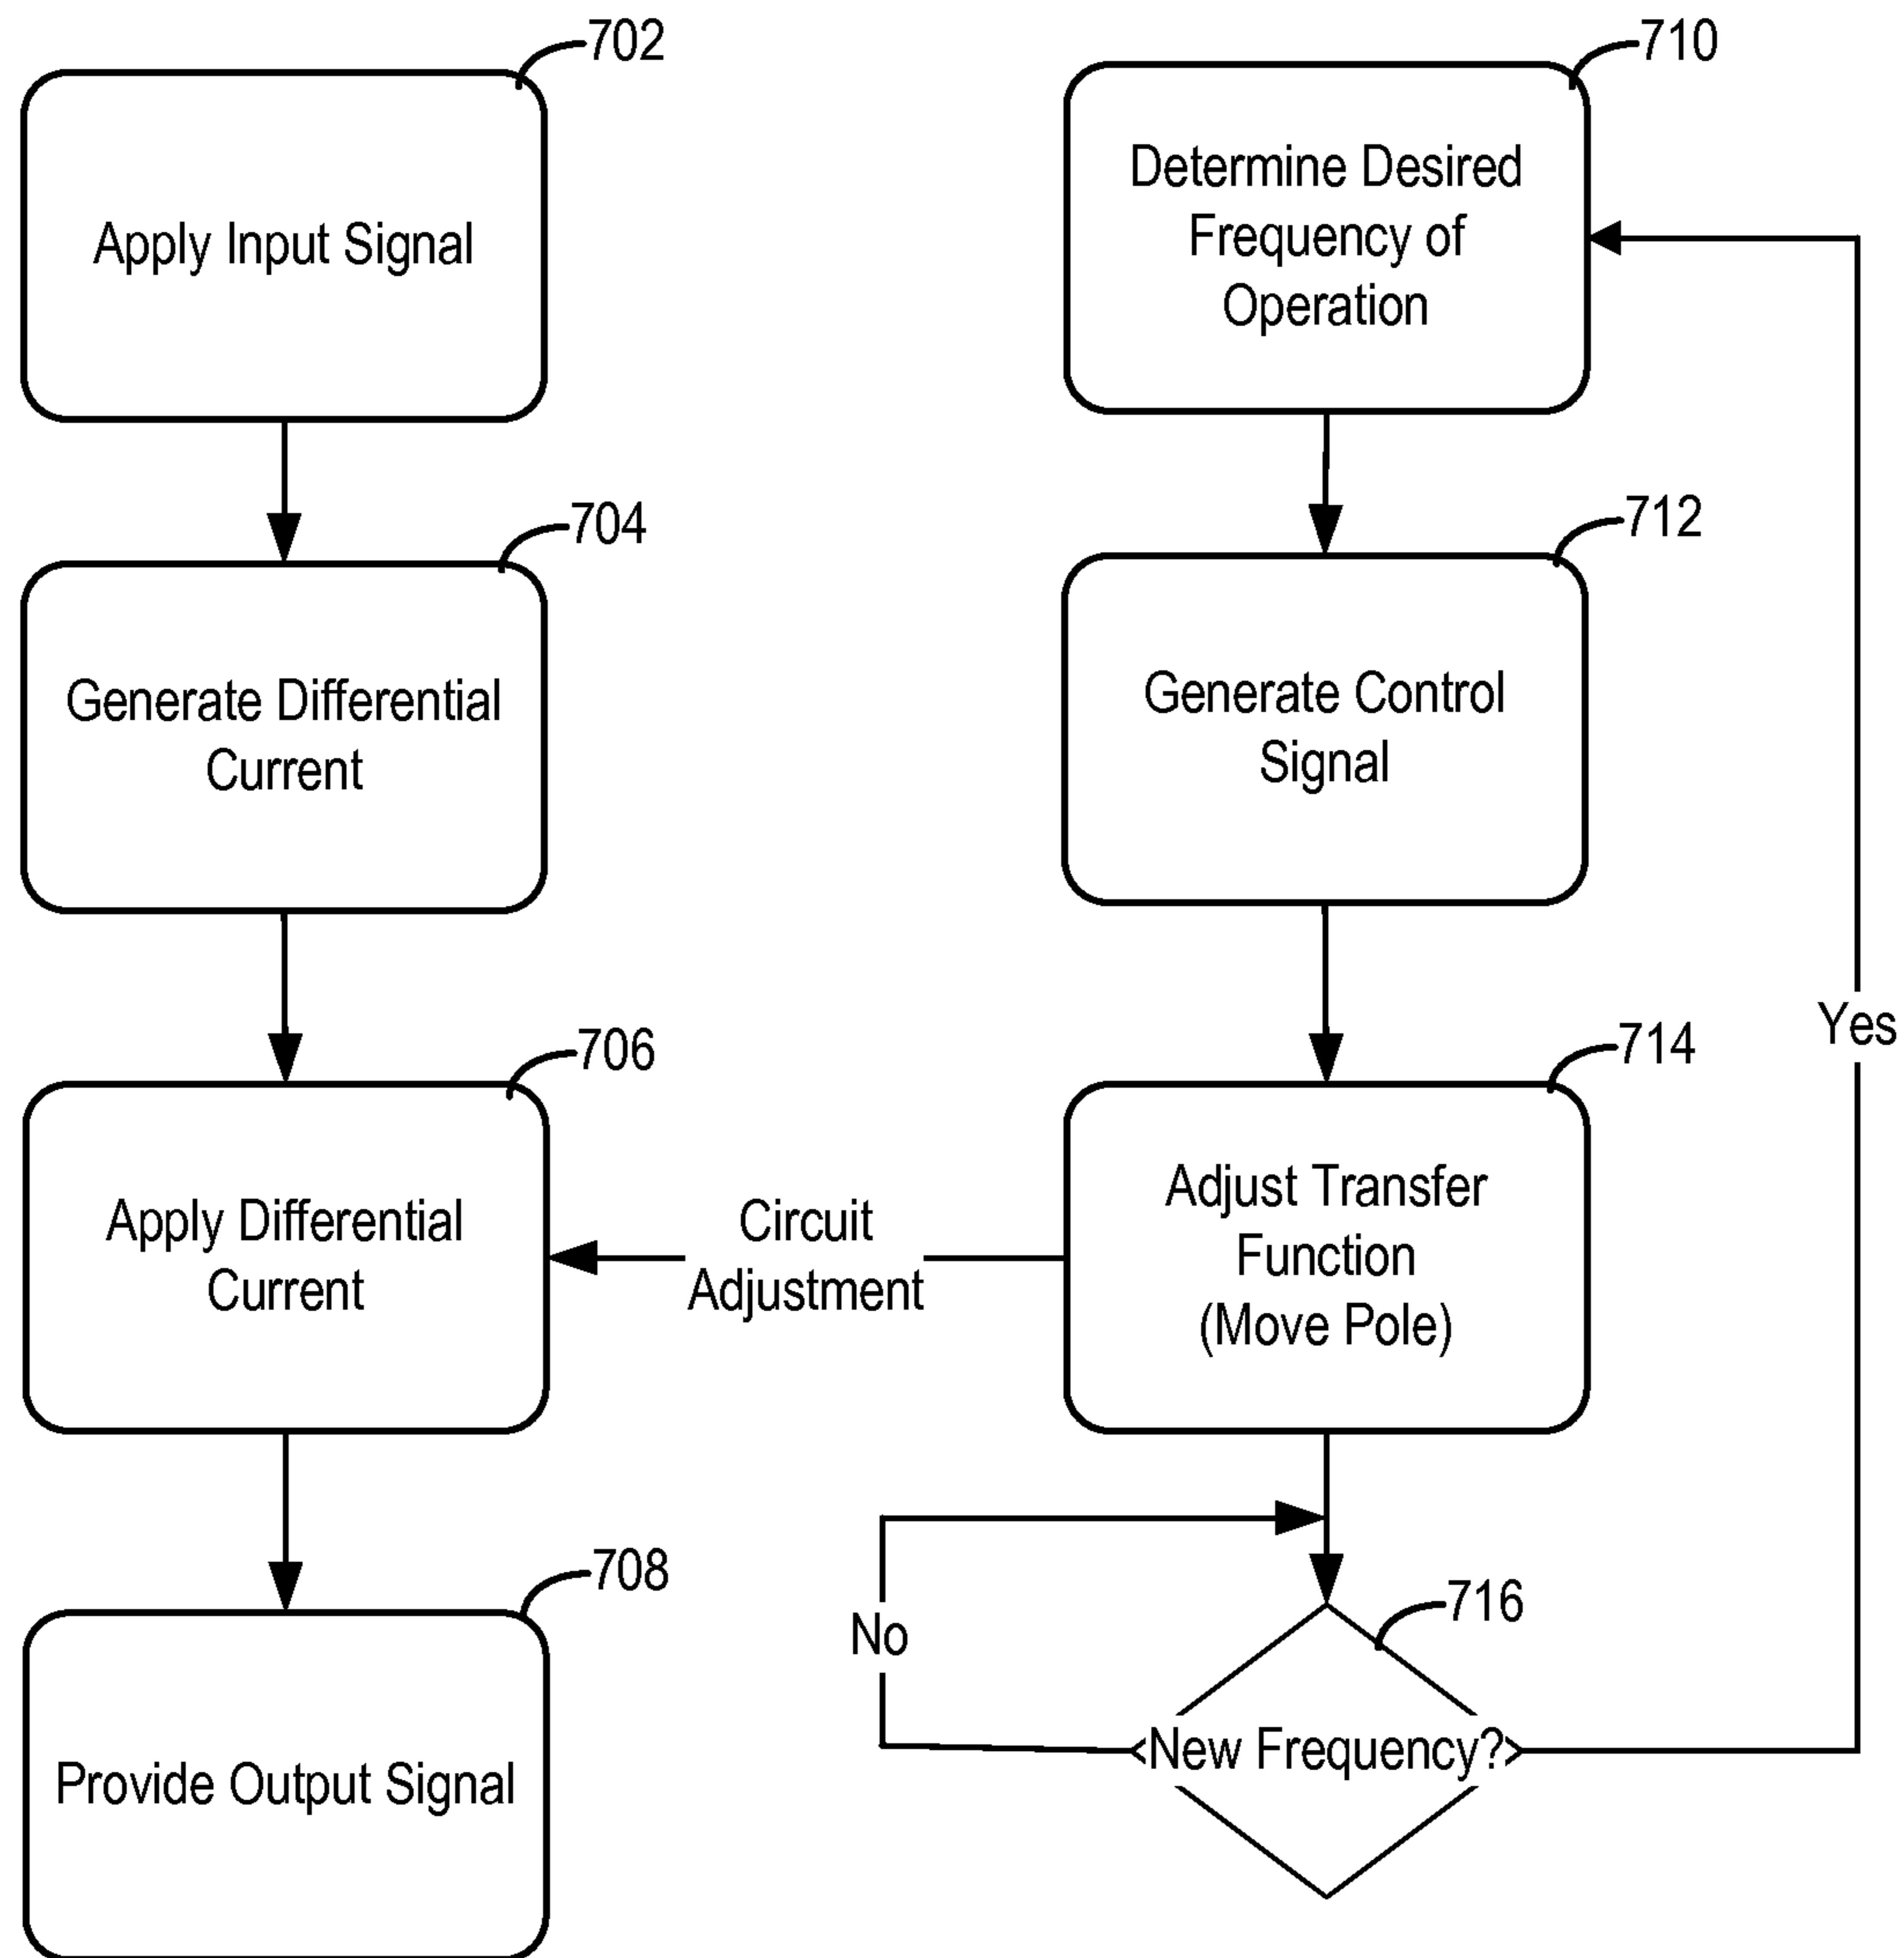 702
Apply Input Signal
704
Generate Differential
Current
706
Apply Differential
Current
708
Provide Output Signal
Circuit
Adjustment
710
Determine Desired
Frequency of
Operation
712
Generate Control
Signal
714
Adjust Transfer
Function
(Move Pole)
716
New Frequency?
No
Yes